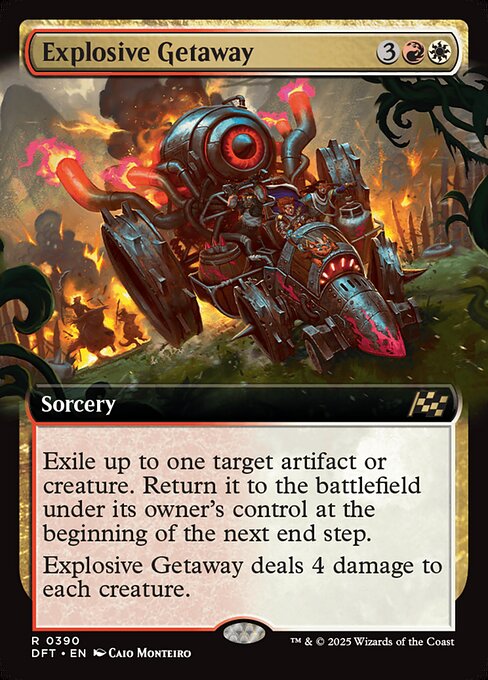 Explosive Getaway 3
Sorcery
Exile up to one target artifact or
creature. Return it to the battlefield
under its owner's control at the
beginning of the next end step.
Explosive Getaway deals 4 damage to
each creature.
R 0390
DFT • EN Caio Monteiro
™ & © 2025 Wizards of the Coast